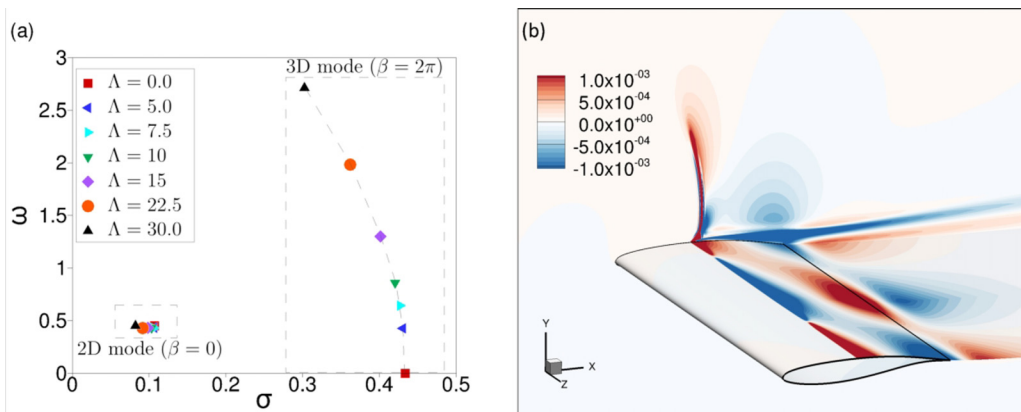 (a)
3D mode (β = 2π)
Λ = 0.0
Λ = 5.0
Λ = 7.5
Λ = 10
Λ = 15
Λ = 22.5
Λ = 30.0
2D mode (β = 0)
3
2.5
2
1.5
1
0.5
0
ω
0
0.1
0.2
0.3
0.4
0.5
σ
(b)
1.0x10⁻⁰³
5.0x10⁻⁰⁴
0.0x10⁺⁰⁰
-5.0x10⁻⁰⁴
-1.0x10⁻⁰³
Y
X
Z